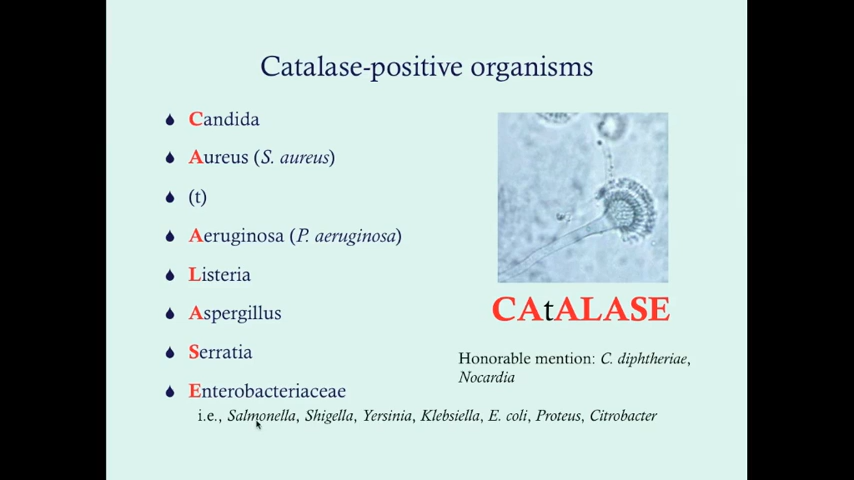 Catalase-positive organisms
Candida
Aureus (S. aureus)
(t)
Aeruginosa (P. aeruginosa)
Listeria
Aspergillus
Serratia
Enterobacteriaceae
i.e., Salmonella, Shigella, Yersinia, Klebsiella, E. coli, Proteus, Citrobacter
CAtALASE
Honorable mention: C. diphtheriae,
Nocardia